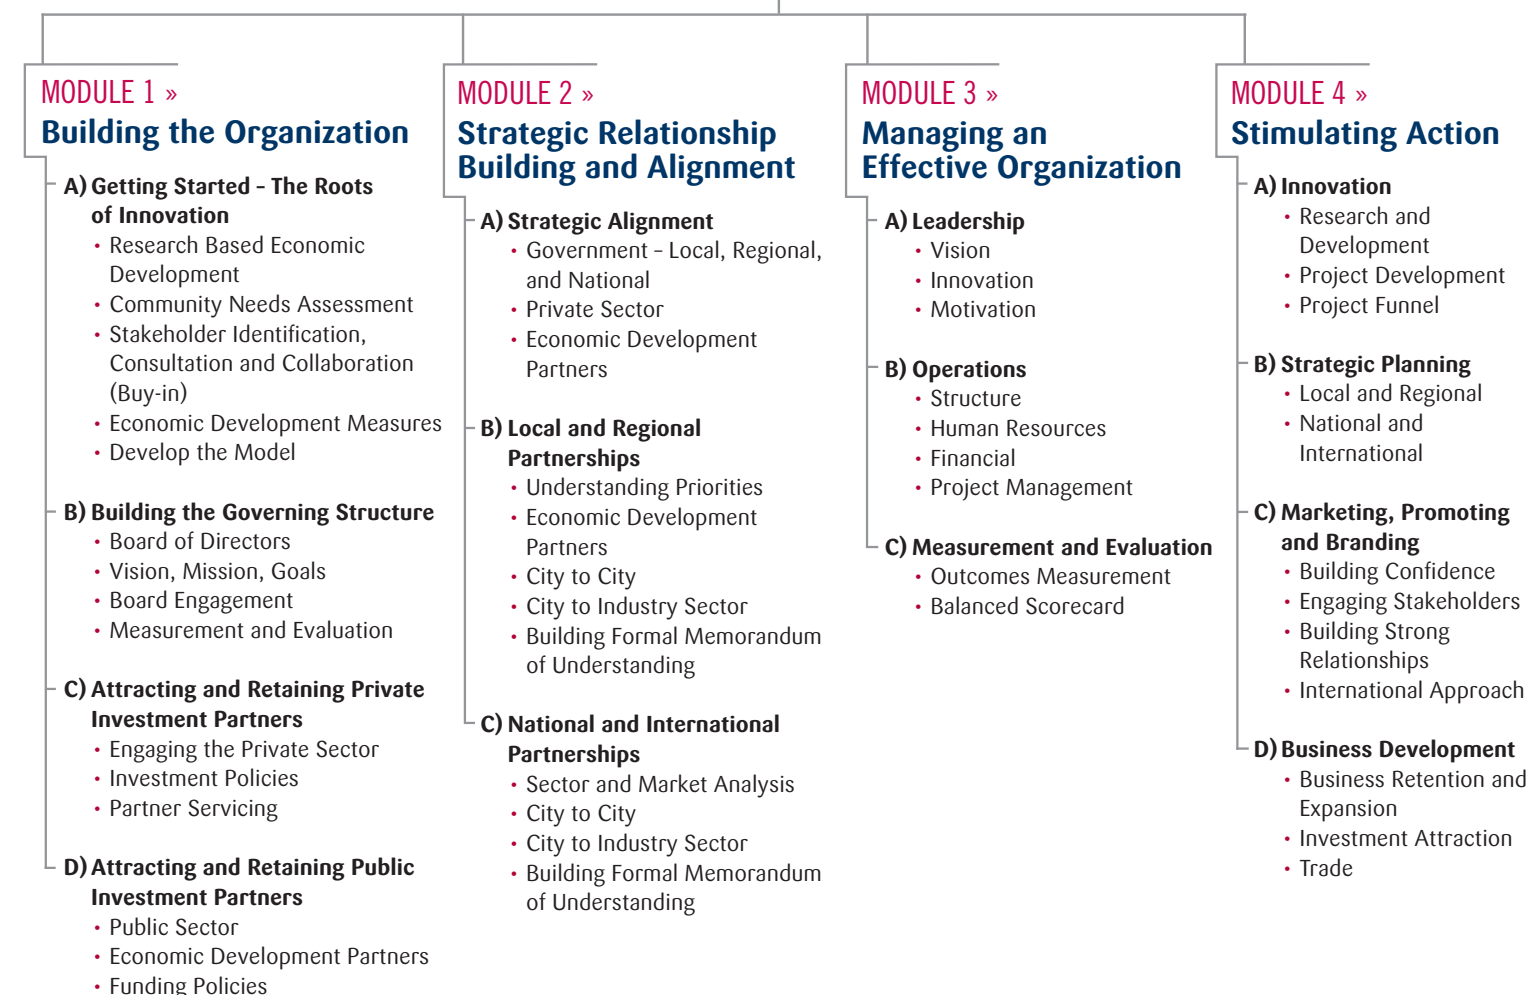 MODULE 1 »
Building the Organization
A) Getting Started – The Roots
of Innovation
• Research Based Economic
Development
• Community Needs Assessment
• Stakeholder Identification,
Consultation and Collaboration
(Buy-in)
• Economic Development Measures
• Develop the Model
B) Building the Governing Structure
• Board of Directors
• Vision, Mission, Goals
• Board Engagement
• Measurement and Evaluation
C) Attracting and Retaining Private
Investment Partners
• Engaging the Private Sector
• Investment Policies
• Partner Servicing
D) Attracting and Retaining Public
Investment Partners
• Public Sector
• Economic Development Partners
• Funding Policies
MODULE 2 »
Strategic Relationship
Building and Alignment
A) Strategic Alignment
• Government – Local, Regional,
and National
• Private Sector
• Economic Development
Partners
B) Local and Regional
Partnerships
• Understanding Priorities
• Economic Development
Partners
• City to City
• City to Industry Sector
• Building Formal Memorandum
of Understanding
C) National and International
Partnerships
• Sector and Market Analysis
• City to City
• City to Industry Sector
• Building Formal Memorandum
of Understanding
MODULE 3 »
Managing an
Effective Organization
A) Leadership
• Vision
• Innovation
• Motivation
B) Operations
• Structure
• Human Resources
• Financial
• Project Management
C) Measurement and Evaluation
• Outcomes Measurement
• Balanced Scorecard
MODULE 4 »
Stimulating Action
A) Innovation
• Research and
Development
• Project Development
• Project Funnel
B) Strategic Planning
• Local and Regional
• National and
International
C) Marketing, Promoting
and Branding
• Building Confidence
• Engaging Stakeholders
• Building Strong
Relationships
• International Approach
D) Business Development
• Business Retention and
Expansion
• Investment Attraction
• Trade